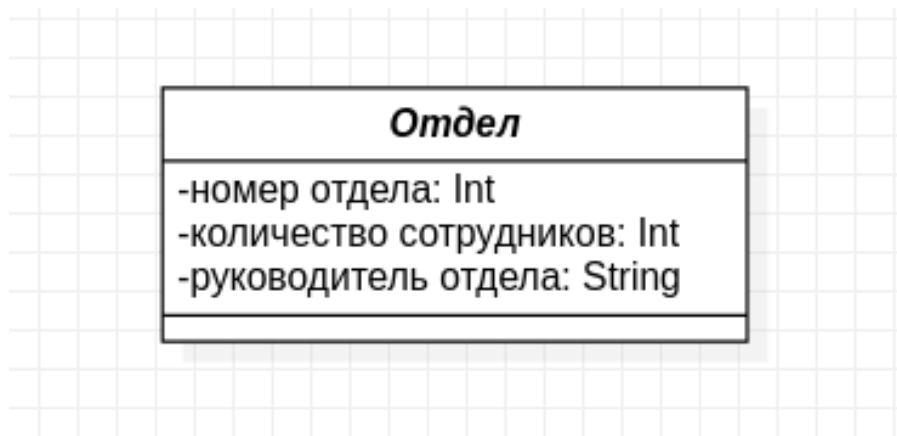 Отдел
-номер отдела: Int
-количество сотрудников: Int
-руководитель отдела: String